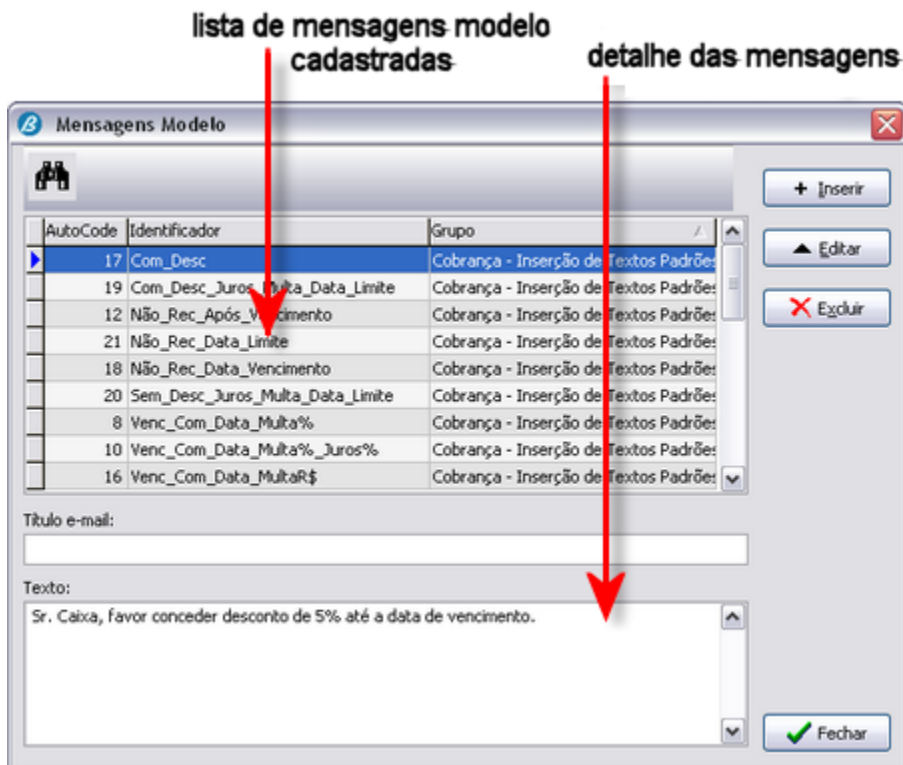 lista de mensagens modelo
cadastradas
detalhe das mensagens
Mensagens Modelo
+ Inserir
AutoCode Identificador Grupo
Editar
17 Com_Desc Cobrança - Inserção de Textos Padrões
19 Com_Desc_Juros_Multa_Data_Limite Cobrança - Inserção de Textos Padrões
Excluir
12 Não_Rec_Após_Vencimento Cobrança - Inserção de Textos Padrões
21 Não_Rec_Data_Limite Cobrança - Inserção de Textos Padrões
18 Não_Rec_Data_Vencimento Cobrança - Inserção de Textos Padrões
20 Sem_Desc_Juros_Multa_Data_Limite Cobrança - Inserção de Textos Padrões
8 Venc_Com_Data_Multa% Cobrança - Inserção de Textos Padrões
10 Venc_Com_Data_Multa%_Juros% Cobrança - Inserção de Textos Padrões
16 Venc_Com_Data_MultaR$ Cobrança - Inserção de Textos Padrões
Título e-mail:
Texto:
Sr. Caixa, favor conceder desconto de 5% até a data de vencimento.
Fechar